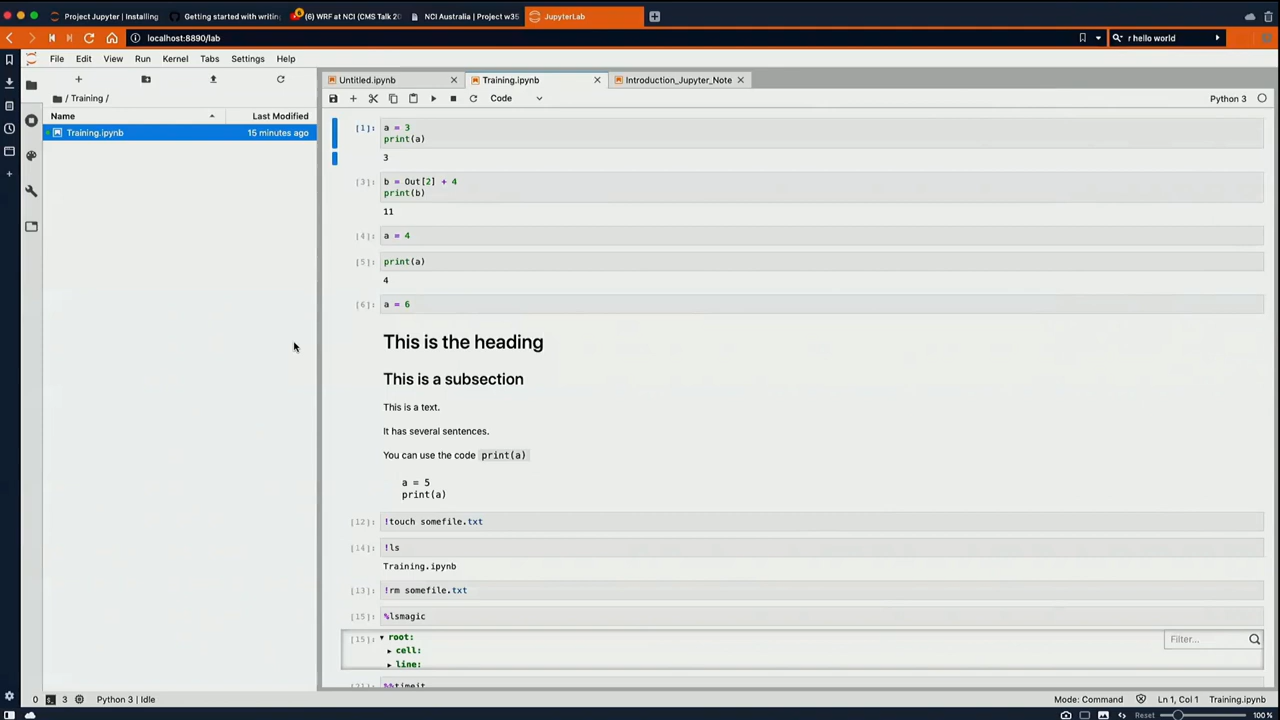 Project Jupyter | Installing
Getting started with writing
(6) WRF at NCI (CMS Talk 20
NCI Australia | Project w35
JupyterLab
localhost:8890/lab
r hello world
File Edit View Run Kernel Tabs Settings Help
Untitled.ipynb
Training.ipynb
Introduction_Jupyter_Note
Code
Python 3
/ Training /
Name
Last Modified
Training.ipynb
15 minutes ago
[1]: a = 3
print(a)
3
[3]: b = Out[2] + 4
print(b)
11
[4]: a = 4
[5]: print(a)
4
[6]: a = 6
This is the heading
This is a subsection
This is a text.
It has several sentences.
You can use the code print(a)
a = 5
print(a)
[12]: !touch somefile.txt
[14]: !ls
Training.ipynb
[13]: !rm somefile.txt
[15]: %lsmagic
[15]: root:
Filter...
cell:
line:
%%timeit
0
3
Python 3 | Idle
Mode: Command
Ln 1, Col 1
Training.ipynb
Reset
100 %